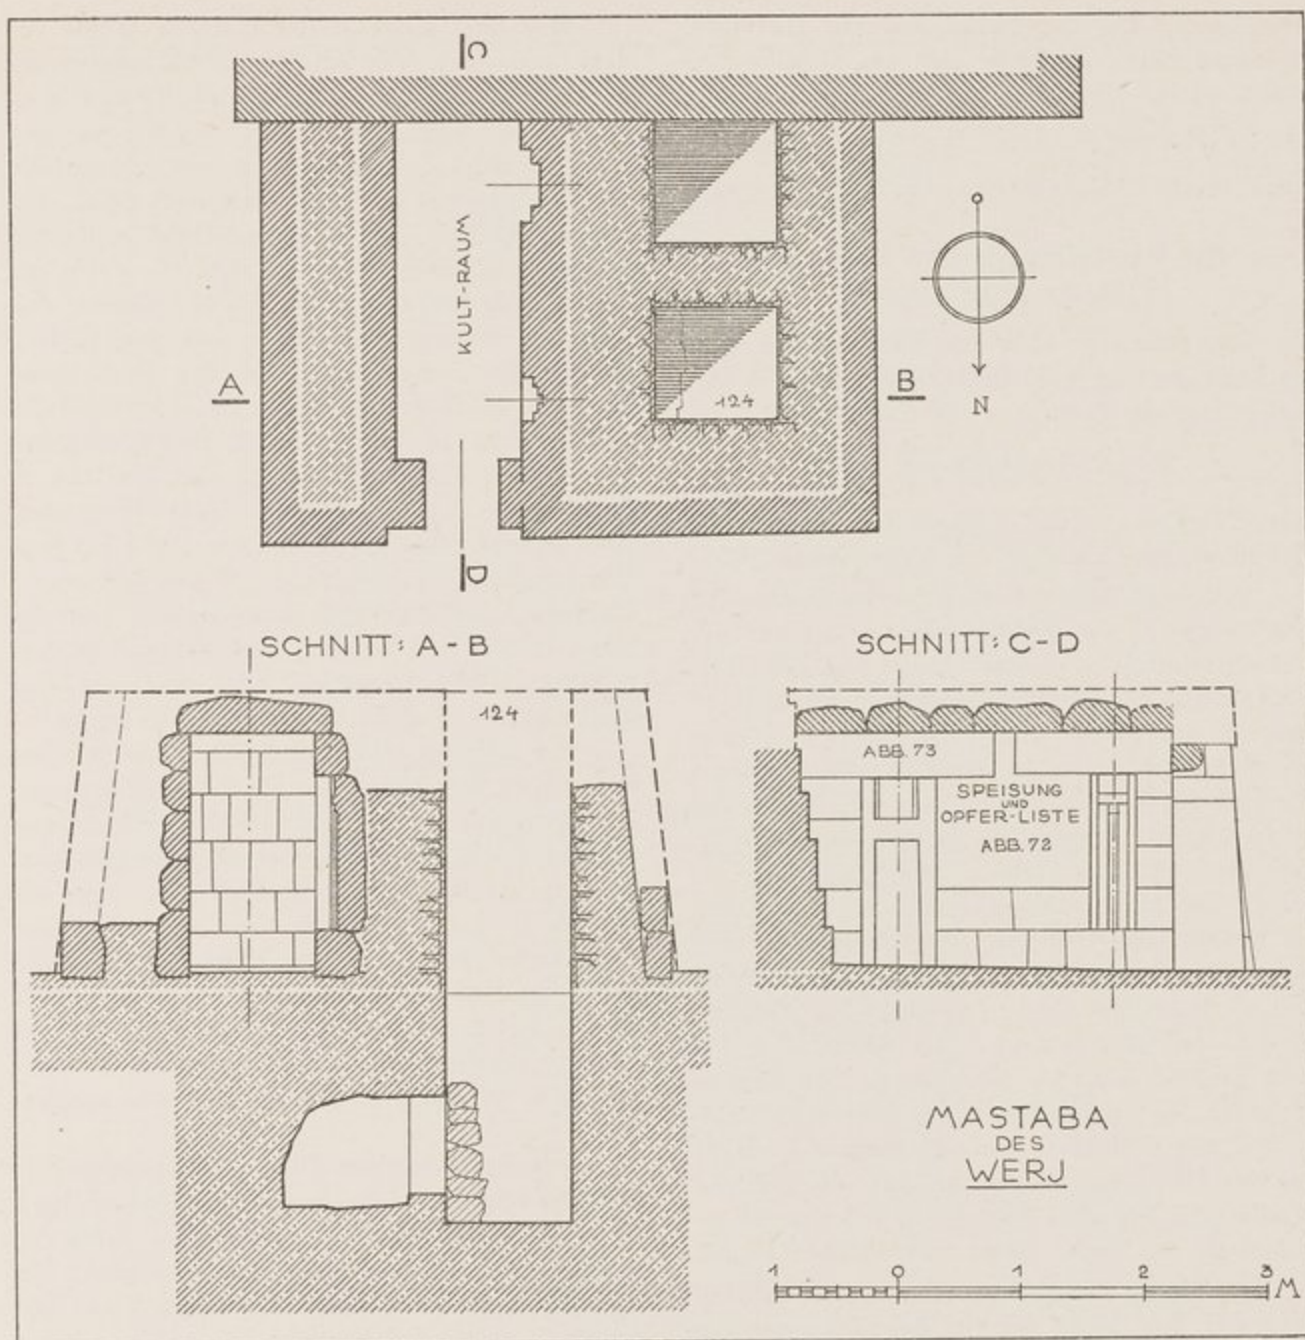 C
KULT-RAUM
A
B
124
N
D
SCHNITT: A - B
SCHNITT: C - D
124
ABB. 73
SPEISUNG
UND
OPFER-LISTE
ABB. 72
MASTABA
DES
WERJ
1 0 1 2 3 M